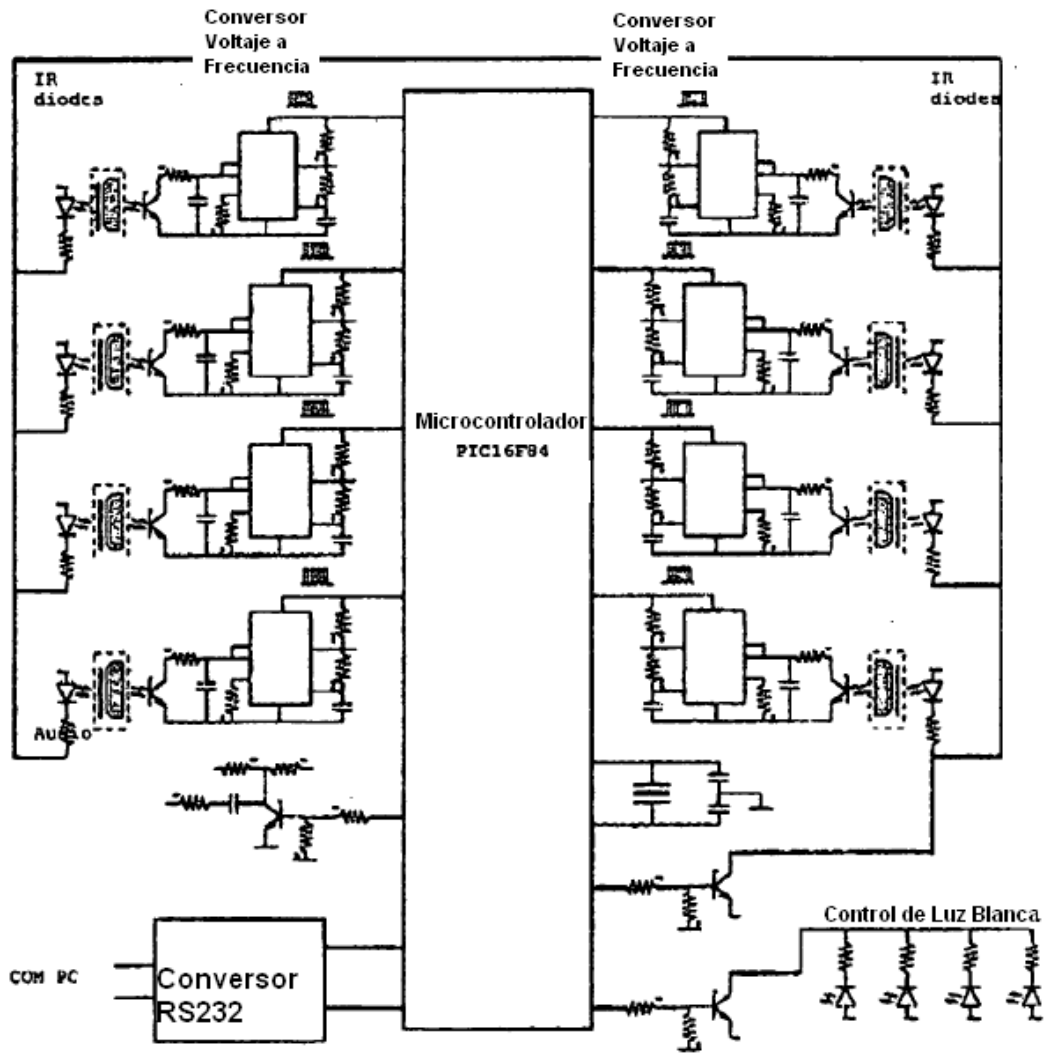 Conversor
Voltaje a
Frecuencia
Conversor
Voltaje a
Frecuencia
IR
diodes
IR
diodes
Microcontrolador
PIC16F84
Audio
Control de Luz Blanca
COM PC
Conversor
RS232